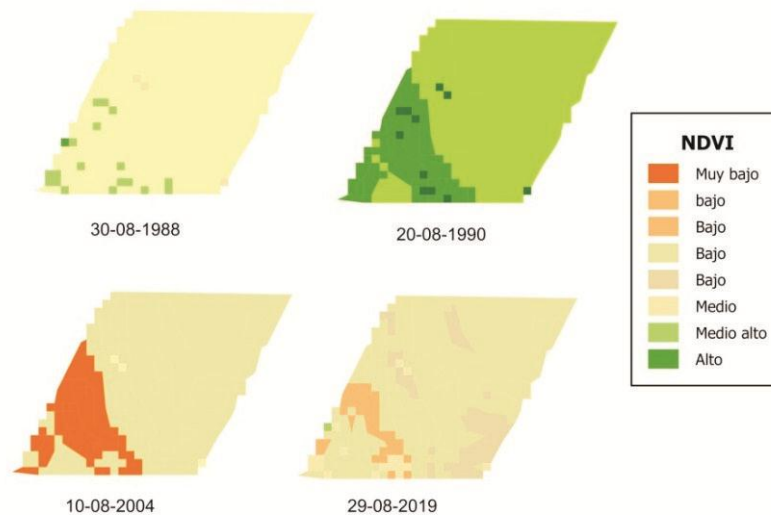 30-08-1988
20-08-1990
NDVI
Muy bajo
bajo
Bajo
Bajo
Bajo
Medio
Medio alto
Alto
10-08-2004
29-08-2019